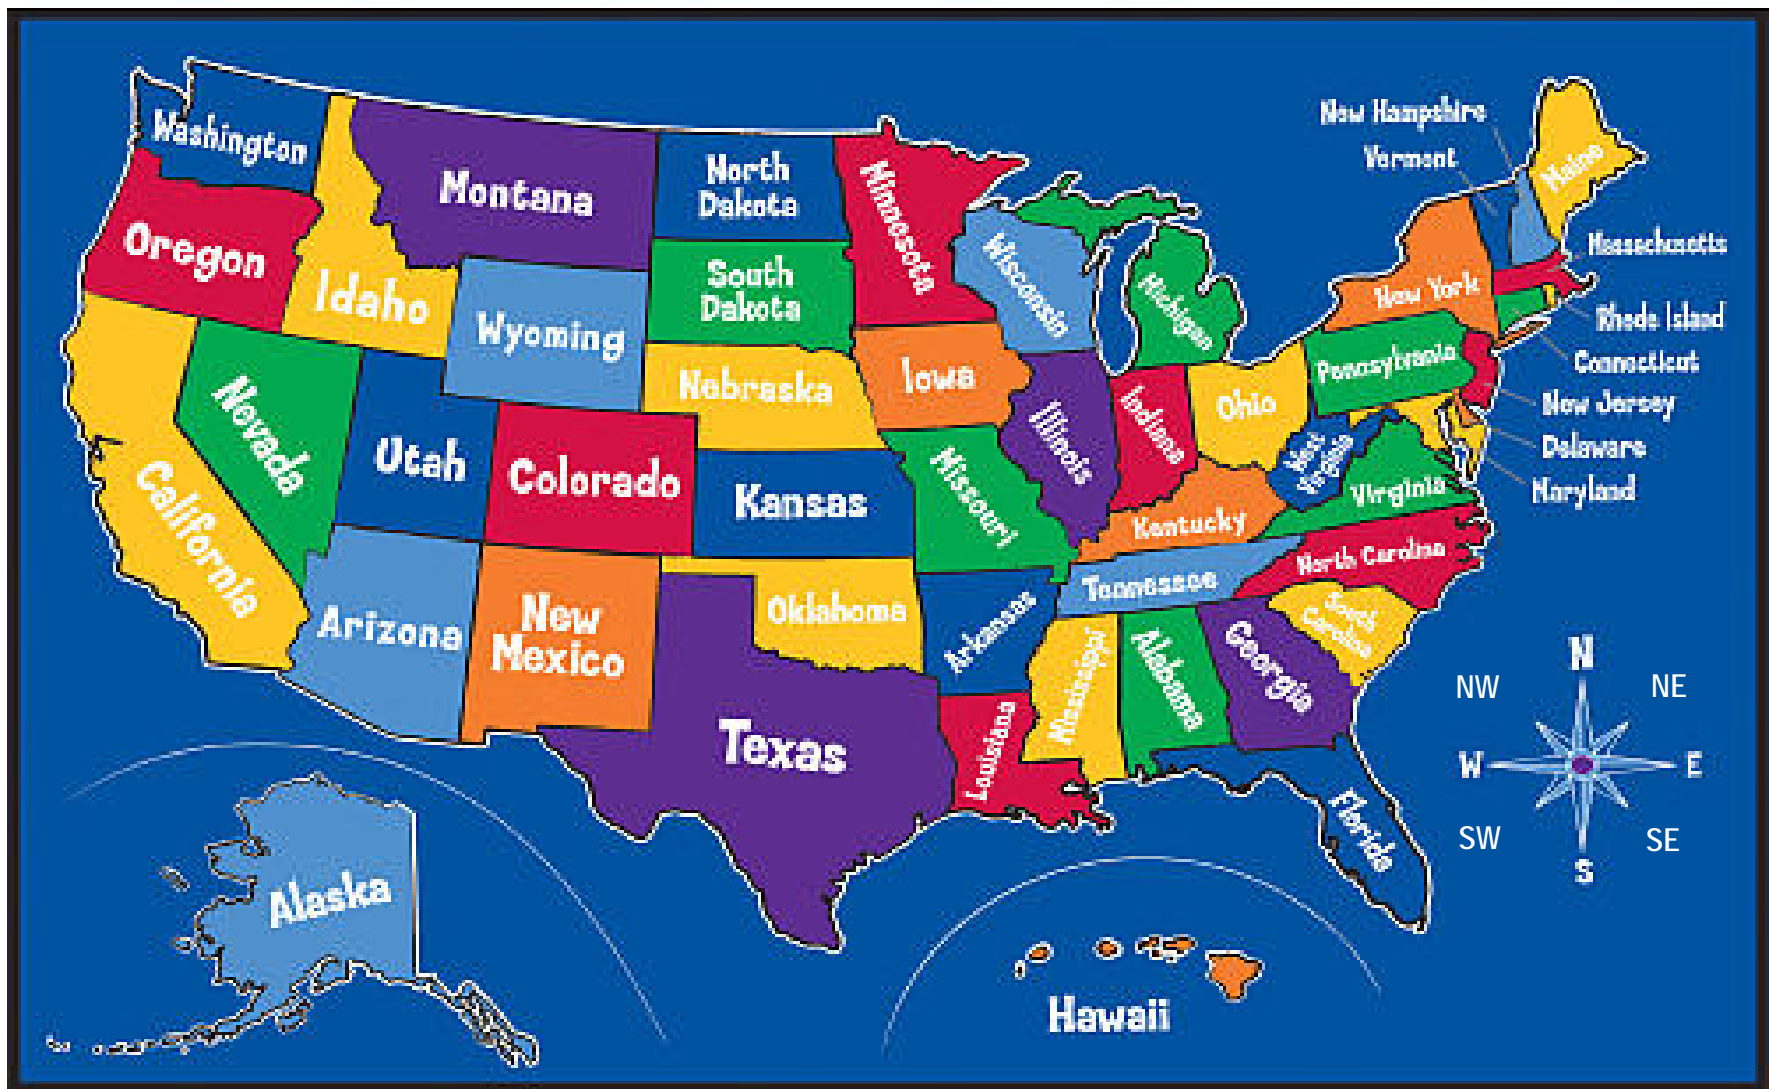 New Hampshire
Vermont
Maine
Washington
Montana
North
Dakota
Minnesota
Oregon
Idaho
South
Dakota
Wisconsin
Michigan
Massachusetts
New York
Wyoming
Rhode Island
Nebraska
Iowa
Pennsylvania
Connecticut
Nevada
Illinois
Indiana
Ohio
New Jersey
Utah
Colorado
Kansas
Missouri
West
Virginia
Delaware
California
Virginia
Maryland
Kentucky
Arizona
New
Mexico
Oklahoma
Arkansas
Tennessee
North Carolina
South
Carolina
Texas
Louisiana
Mississippi
Alabama
Georgia
Florida
N
NW
NE
W
E
SW
SE
S
Alaska
Hawaii